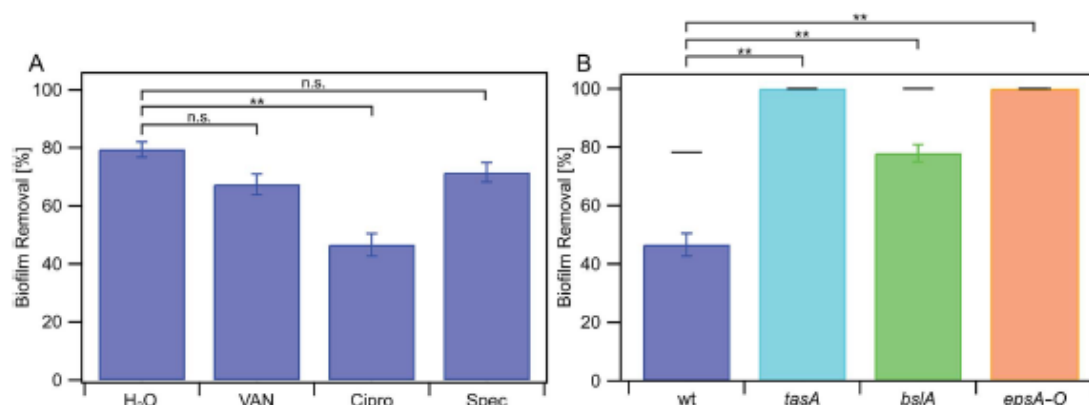 A
B
**
**
**
n.s.
**
n.s.
100
80
60
40
20
0
Biofilm Removal [%]
H₂O
VAN
Cipro
Spec
100
80
60
40
20
0
Biofilm Removal [%]
wt
tasA
bslA
epsA-O